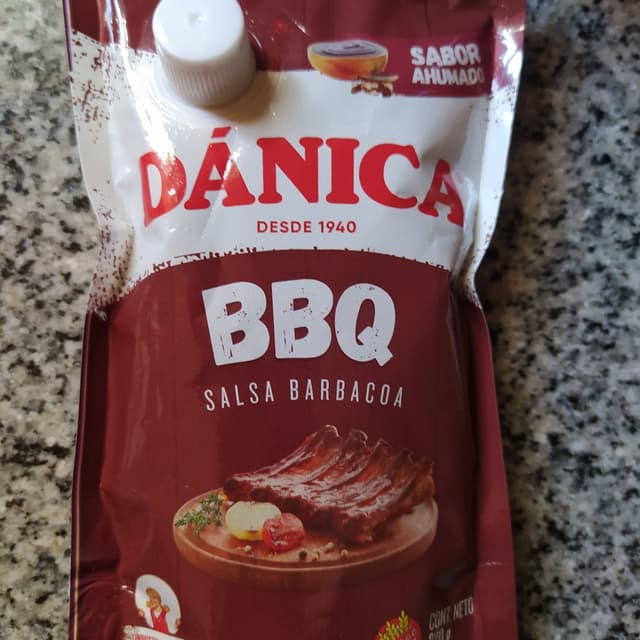 SABOR
AHUMADO
DÁNICA
DESDE 1940
BBQ
SALSA BARBACOA
CONT. NETO